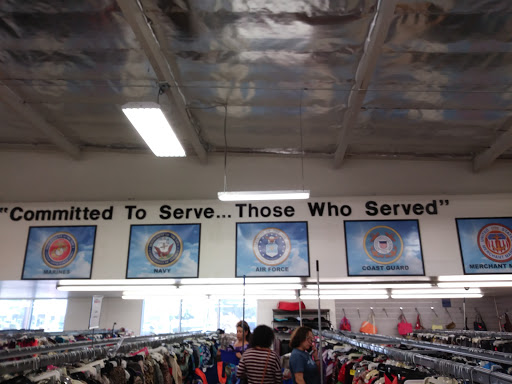 "Committed To Serve... Those Who Served"
MARINES
NAVY
AIR FORCE
COAST GUARD
MERCHANT M